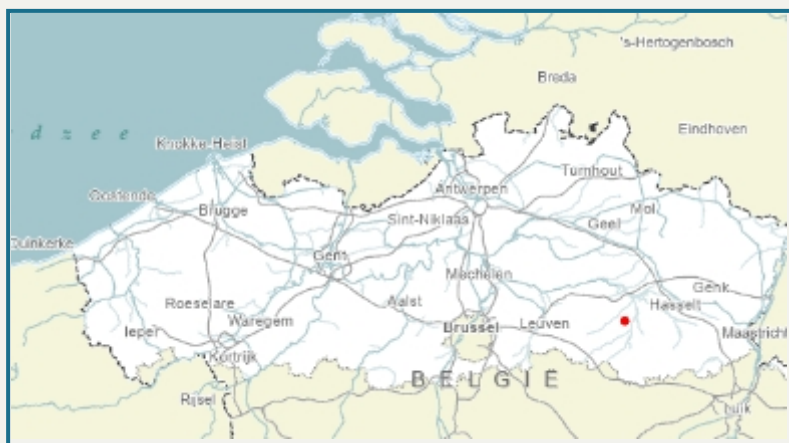 's-Hertogenbosch
Breda
d z e e
Eindhoven
Knokke-Heist
Turnhout
Antwerpen
Oostende
Mol
Brugge
Sint-Niklaas
Geel
Duinkerke
Gent
Mechelen
Genk
Roeselare
Aalst
Hasselt
Waregem
Brussel
Leuven
Ieper
Maastricht
Kortrijk
BELGIË
Rijsel
Luik